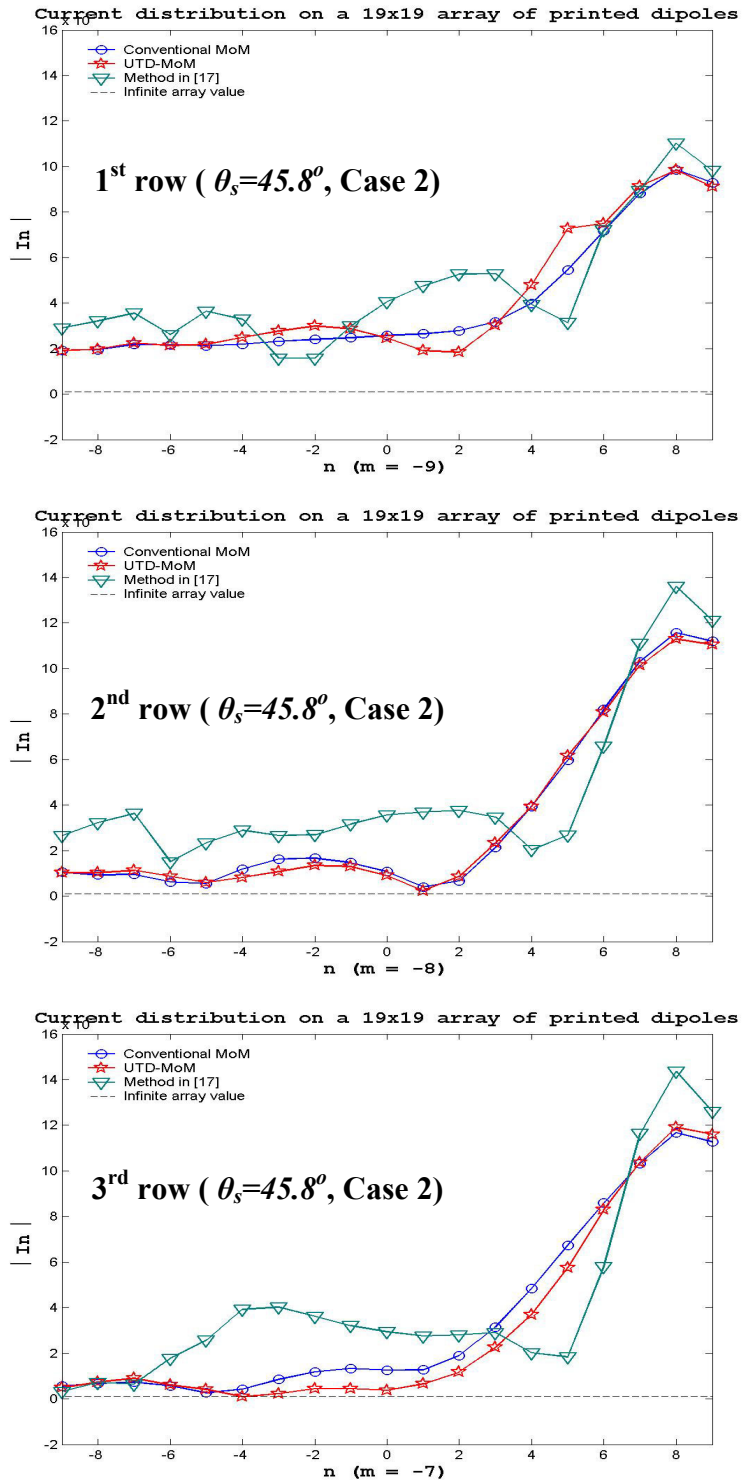 Current distribution on a 19x19 array of printed dipoles
16
14
12
10
8
6
4
2
0
-2
Conventional MoM
UTD-MoM
Method in [17]
Infinite array value
1st row ( θs=45.8o, Case 2)
| In |
-8 -6 -4 -2 0 2 4 6 8
n (m = -9)
Current distribution on a 19x19 array of printed dipoles
16
14
12
10
8
6
4
2
0
-2
Conventional MoM
UTD-MoM
Method in [17]
Infinite array value
2nd row ( θs=45.8o, Case 2)
| In |
-8 -6 -4 -2 0 2 4 6 8
n (m = -8)
Current distribution on a 19x19 array of printed dipoles
16
14
12
10
8
6
4
2
0
-2
Conventional MoM
UTD-MoM
Method in [17]
Infinite array value
3rd row ( θs=45.8o, Case 2)
| In |
-8 -6 -4 -2 0 2 4 6 8
n (m = -7)